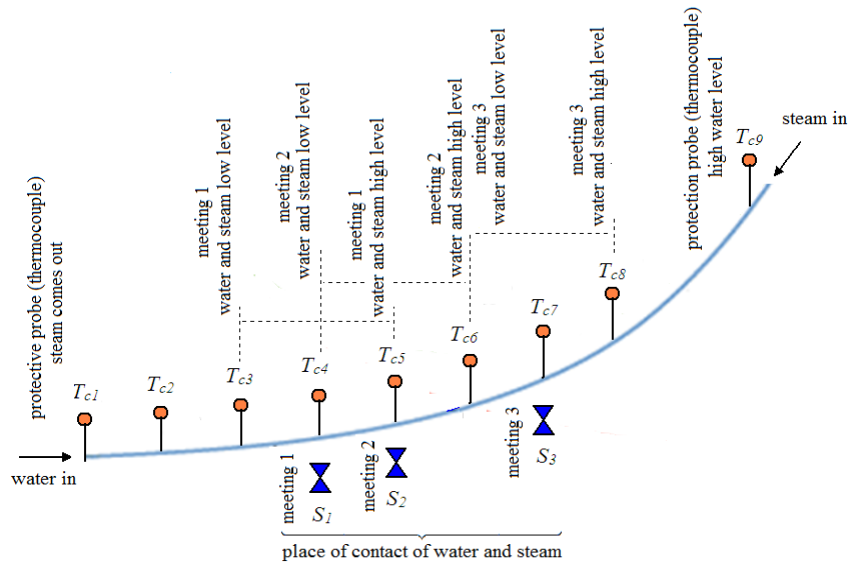 protective probe (thermocouple)
steam comes out
meeting 1
water and steam low level
meeting 2
water and steam low level
meeting 1
water and steam high level
meeting 2
water and steam high level
meeting 3
water and steam low level
meeting 3
water and steam high level
protection probe (thermocouple)
high water level
steam in
Tc1
Tc2
Tc3
Tc4
Tc5
Tc6
Tc7
Tc8
Tc9
water in
meeting 1
S1
meeting 2
S2
meeting 3
S3
place of contact of water and steam